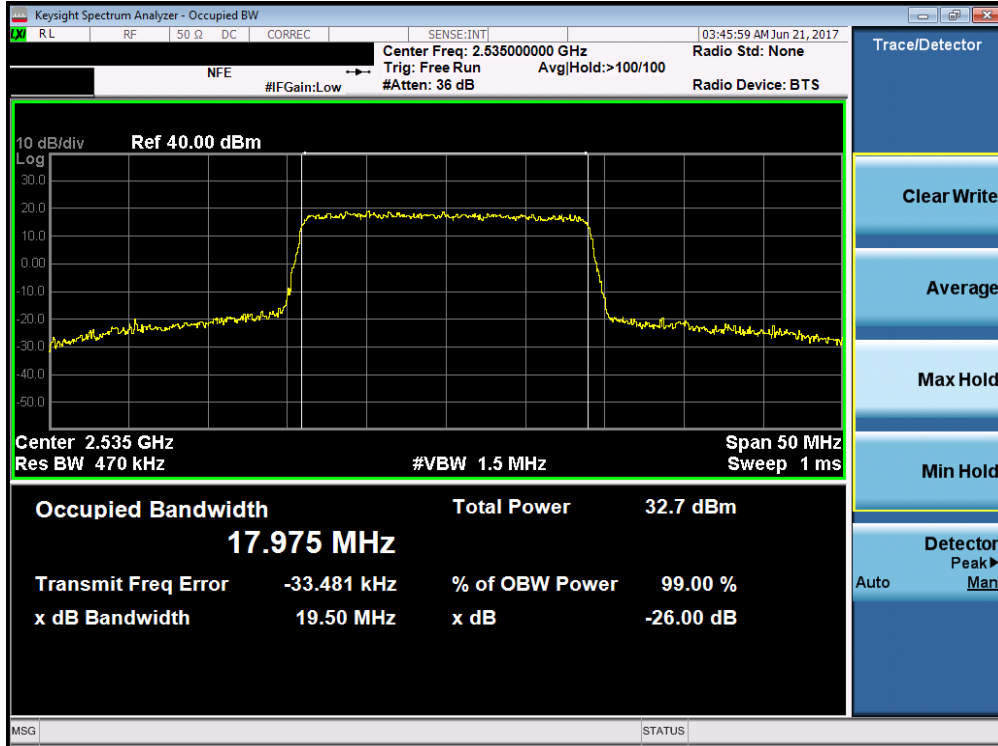 Keysight Spectrum Analyzer - Occupied BW
LXI RL RF 50 Ω DC CORREC SENSE:INT 03:45:59 AM Jun 21, 2017
Center Freq: 2.535000000 GHz Radio Std: None
NFE Trig: Free Run Avg|Hold:>100/100
#IFGain:Low #Atten: 36 dB Radio Device: BTS
Trace/Detector
10 dB/div Ref 40.00 dBm
Log
30.0
20.0
10.0
0.00
-10.0
-20.0
-30.0
-40.0
-50.0
Center 2.535 GHz Span 50 MHz
Res BW 470 kHz #VBW 1.5 MHz Sweep 1 ms
Occupied Bandwidth Total Power 32.7 dBm
17.975 MHz
Transmit Freq Error -33.481 kHz % of OBW Power 99.00 %
x dB Bandwidth 19.50 MHz x dB -26.00 dB
Clear Write
Average
Max Hold
Min Hold
Detector
Peak▶
Auto Man
MSG STATUS